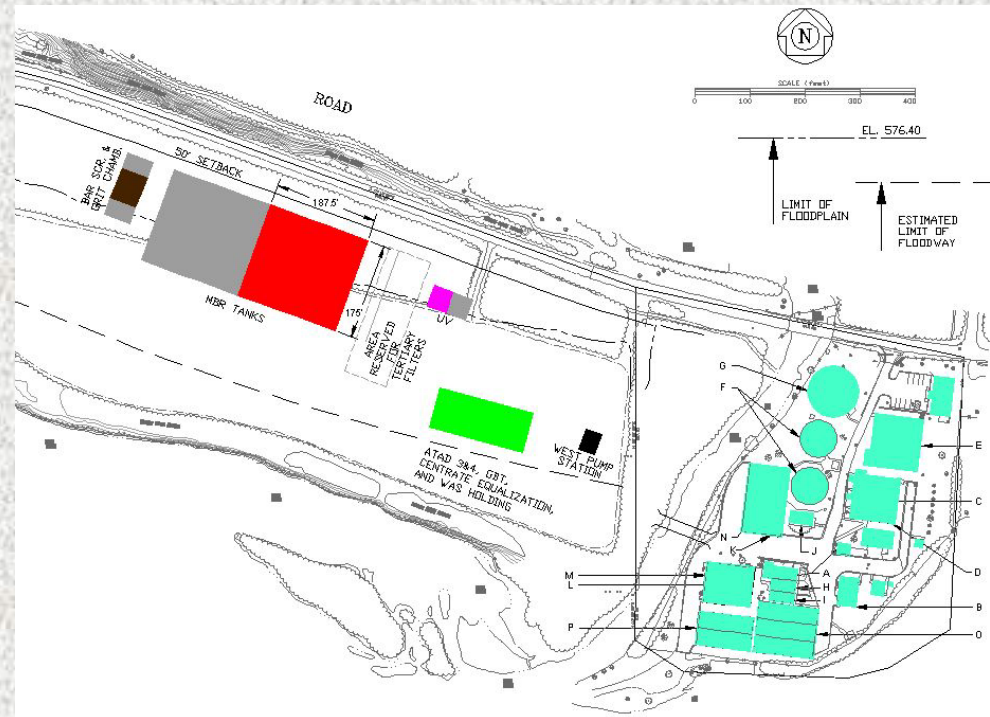 N
SCALE (feet)
0 100 200 300 400
ROAD
EL. 576.40
LIMIT OF
FLOODPLAIN
ESTIMATED
LIMIT OF
FLOODWAY
BAR SCR. &
GRIT CHAMB.
50' SETBACK
187.5'
175'
MBR TANKS
AREA
RESERVED
FOR
TERTIARY
FILTERS
UV
ATAD 3&4, GBT,
CENTRATE EQUALIZATION,
AND WAS HOLDING
WEST PUMP
STATION
G
F
E
C
N
K
J
A
H
I
M
L
D
B
P
O